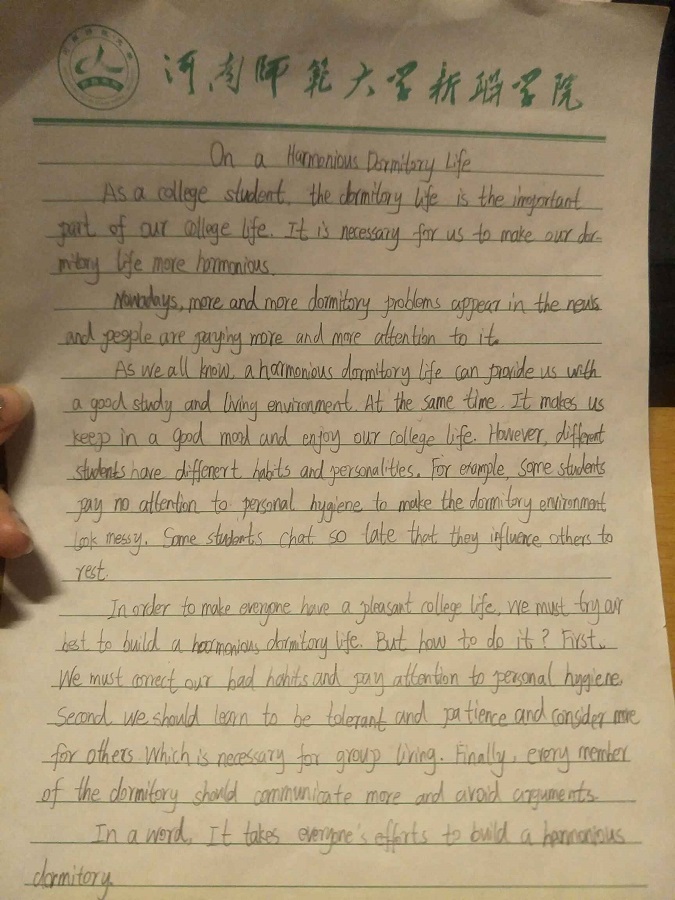 河南师范大学新联学院
On a Harmonious Dormitory Life
As a college student, the dormitory life is the important
part of our college life. It is necessary for us to make our dor-
mitory life more harmonious.
Nowadays, more and more dormitory problems appear in the news
and people are paying more and more attention to it.
As we all know, a harmonious dormitory life can provide us with
a good study and living environment. At the same time. It makes us
keep in a good mood and enjoy our college life. However, different
students have differert habits and personalities. For example, some students
pay no attention to personal hygiene to make the dormitory environment
look messy. Some students chat so late that they influence others to
rest.
In order to make everyone have a pleasant college life, we must try our
best to build a harmonious dormitory life. But how to do it? First,
We must correct our bad habits and pay attention to personal hygiene,
Second we should learn to be tolerant and patience and consider more
for others Which is necessary for group living. Finally, every member
of the dormitory should communicate more and avoid arguments.
In a word, It takes everyone's efforts to build a harmonious
dormitory.